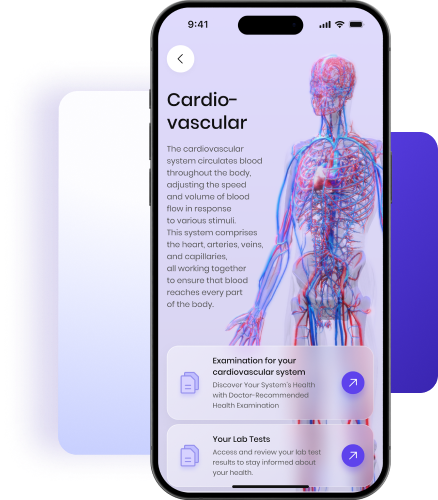 9:41
Cardio-
vascular
The cardiovascular
system circulates blood
throughout the body,
adjusting the speed
and volume of blood
flow in response
to various stimuli.
This system comprises
the heart, arteries, veins,
and capillaries,
all working together
to ensure that blood
reaches every part
of the body.
Examination for your
cardiovascular system
Discover Your System's Health
with Doctor-Recommended
Health Examination
Your Lab Tests
Access and review your lab test
results to stay informed about
your health.